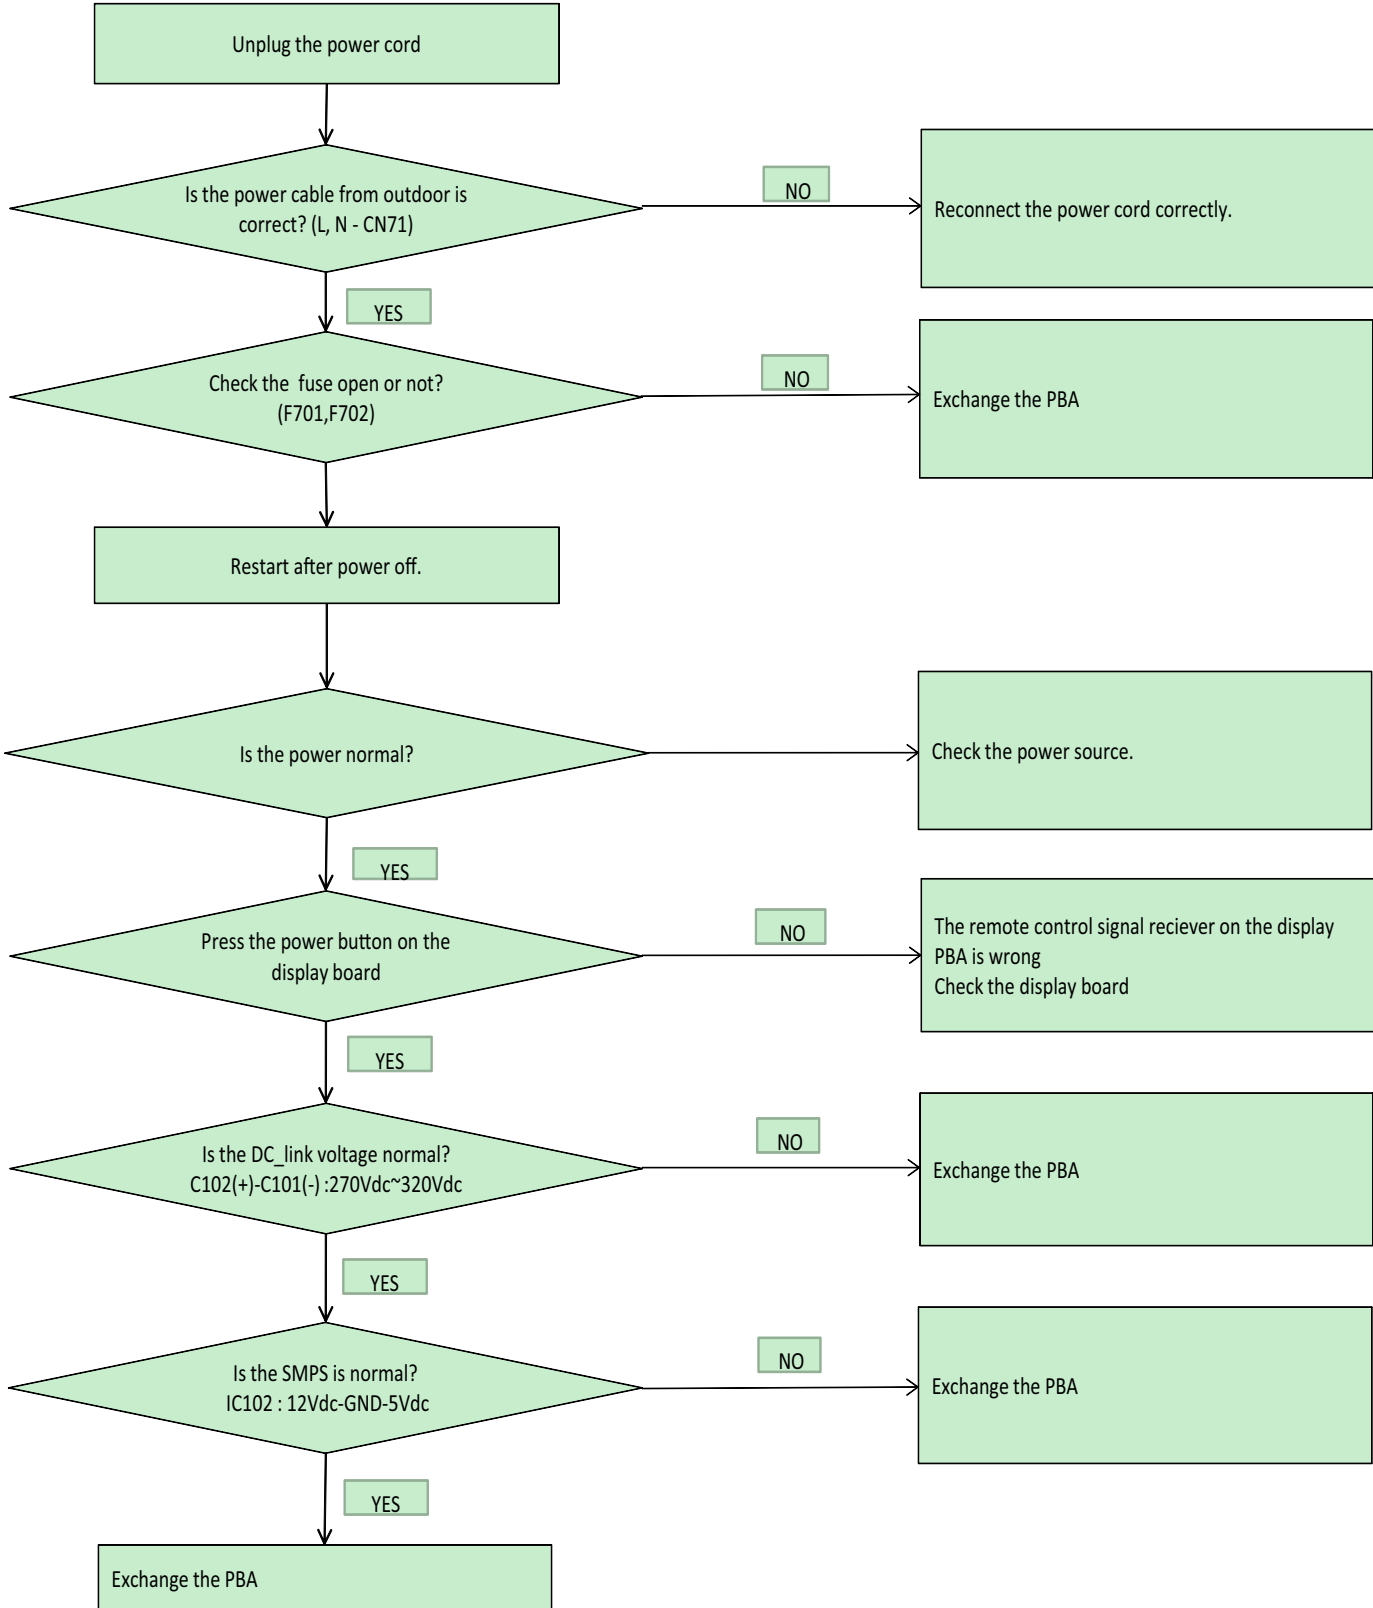 Unplug the power cord
Is the power cable from outdoor is
correct? (L, N - CN71)
NO
Reconnect the power cord correctly.
YES
Check the  fuse open or not?
(F701,F702)
NO
Exchange the PBA
Restart after power off.
Is the power normal?
Check the power source.
YES
Press the power button on the
display board
NO
The remote control signal reciever on the display
PBA is wrong
Check the display board
YES
Is the DC_link voltage normal?
C102(+)-C101(-) :270Vdc~320Vdc
NO
Exchange the PBA
YES
Is the SMPS is normal?
IC102 : 12Vdc-GND-5Vdc
NO
Exchange the PBA
YES
Exchange the PBA